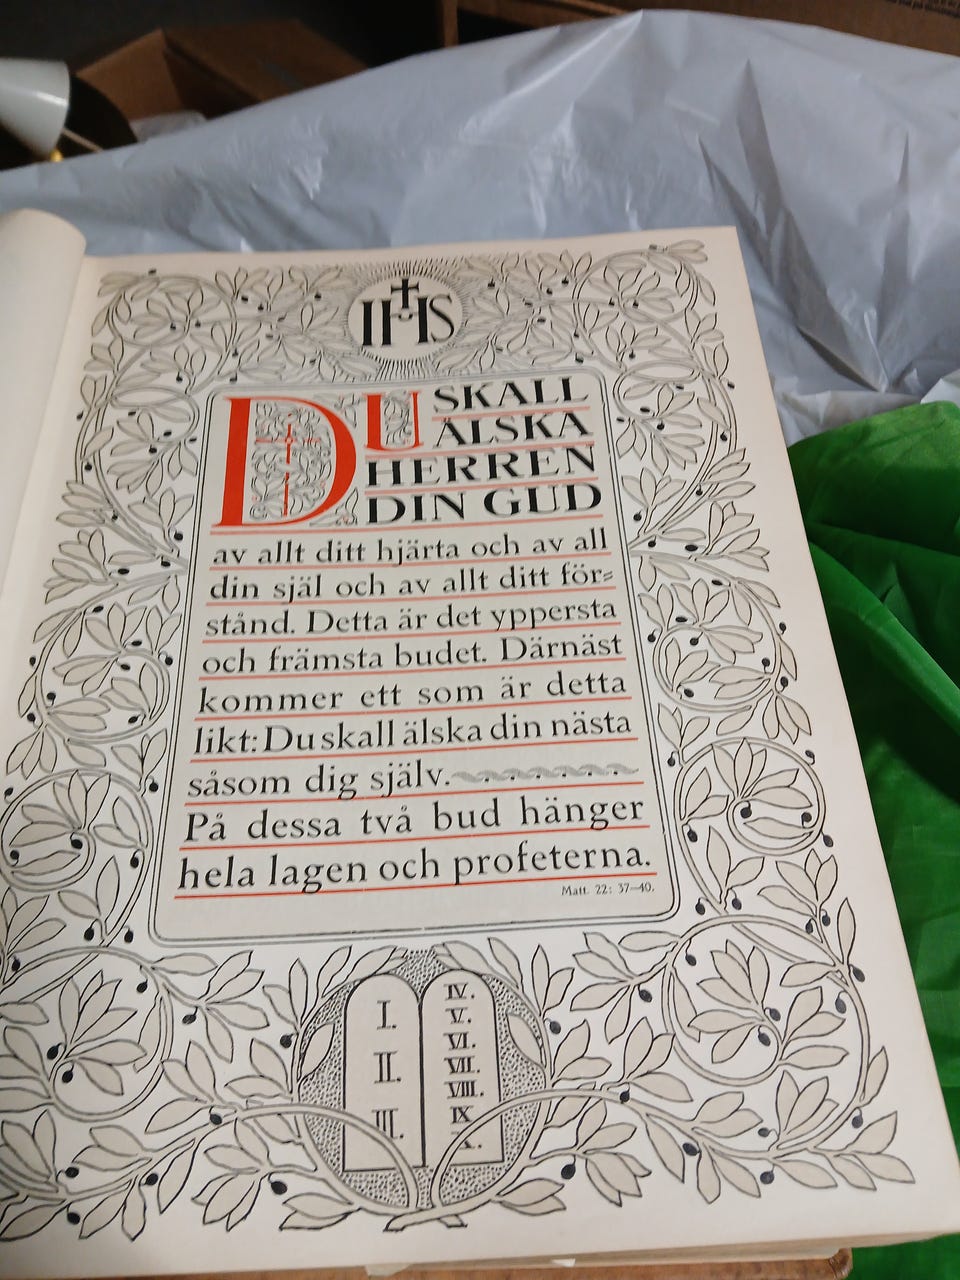 IHS
DU SKALL
ÄLSKA
HERREN
DIN GUD
av allt ditt hjärta och av all
din själ och av allt ditt för=
stånd. Detta är det yppersta
och främsta budet. Därnäst
kommer ett som är detta
likt: Du skall älska din nästa
såsom dig själv.
På dessa två bud hänger
hela lagen och profeterna.
Matt. 22: 37—40.
I.
II.
III.
IV.
V.
VI.
VII.
VIII.
IX
X.